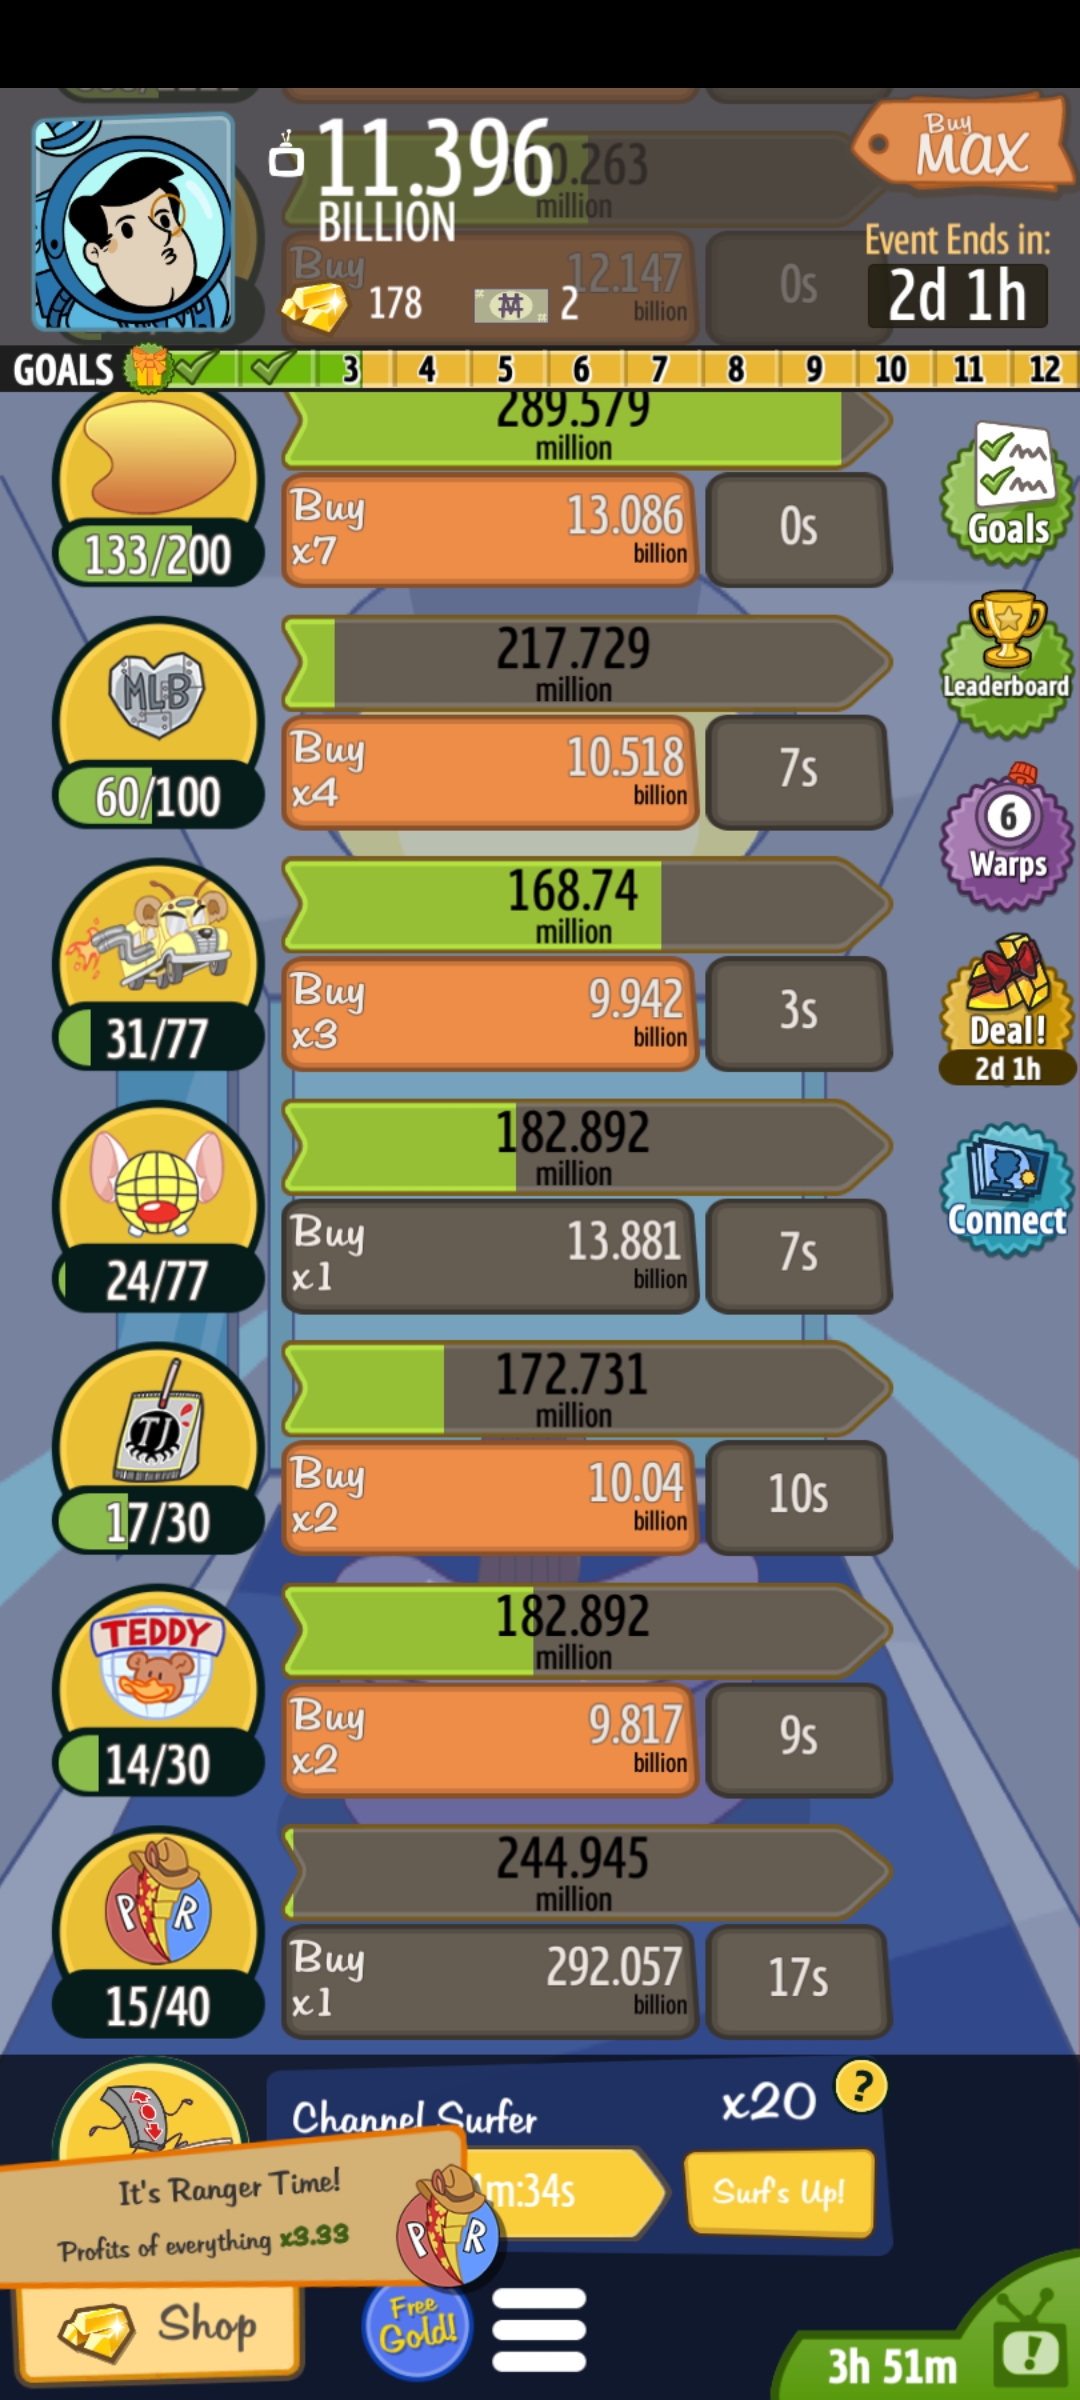 11.396
BILLION
Buy
MAX
310.263
million
Event Ends in:
2d 1h
Buy
12.147
billion
0s
178
2
GOALS
3 4 5 6 7 8 9 10 11 12
289.579
million
Buy
x7
13.086
billion
0s
133/200
Goals
MLB
217.729
million
Buy
x4
10.518
billion
7s
60/100
Leaderboard
6
Warps
168.74
million
Buy
x3
9.942
billion
3s
31/77
Deal!
2d 1h
182.892
million
Buy
x1
13.881
billion
7s
24/77
Connect
TJ
172.731
million
Buy
x2
10.04
billion
10s
17/30
TEDDY
182.892
million
Buy
x2
9.817
billion
9s
14/30
P R
244.945
million
Buy
x1
292.057
billion
17s
15/40
Channel Surfer
x20
?
m:34s
Surf's Up!
It's Ranger Time!
Profits of everything x3.33
P R
Shop
Free
Gold!
3h 51m
!